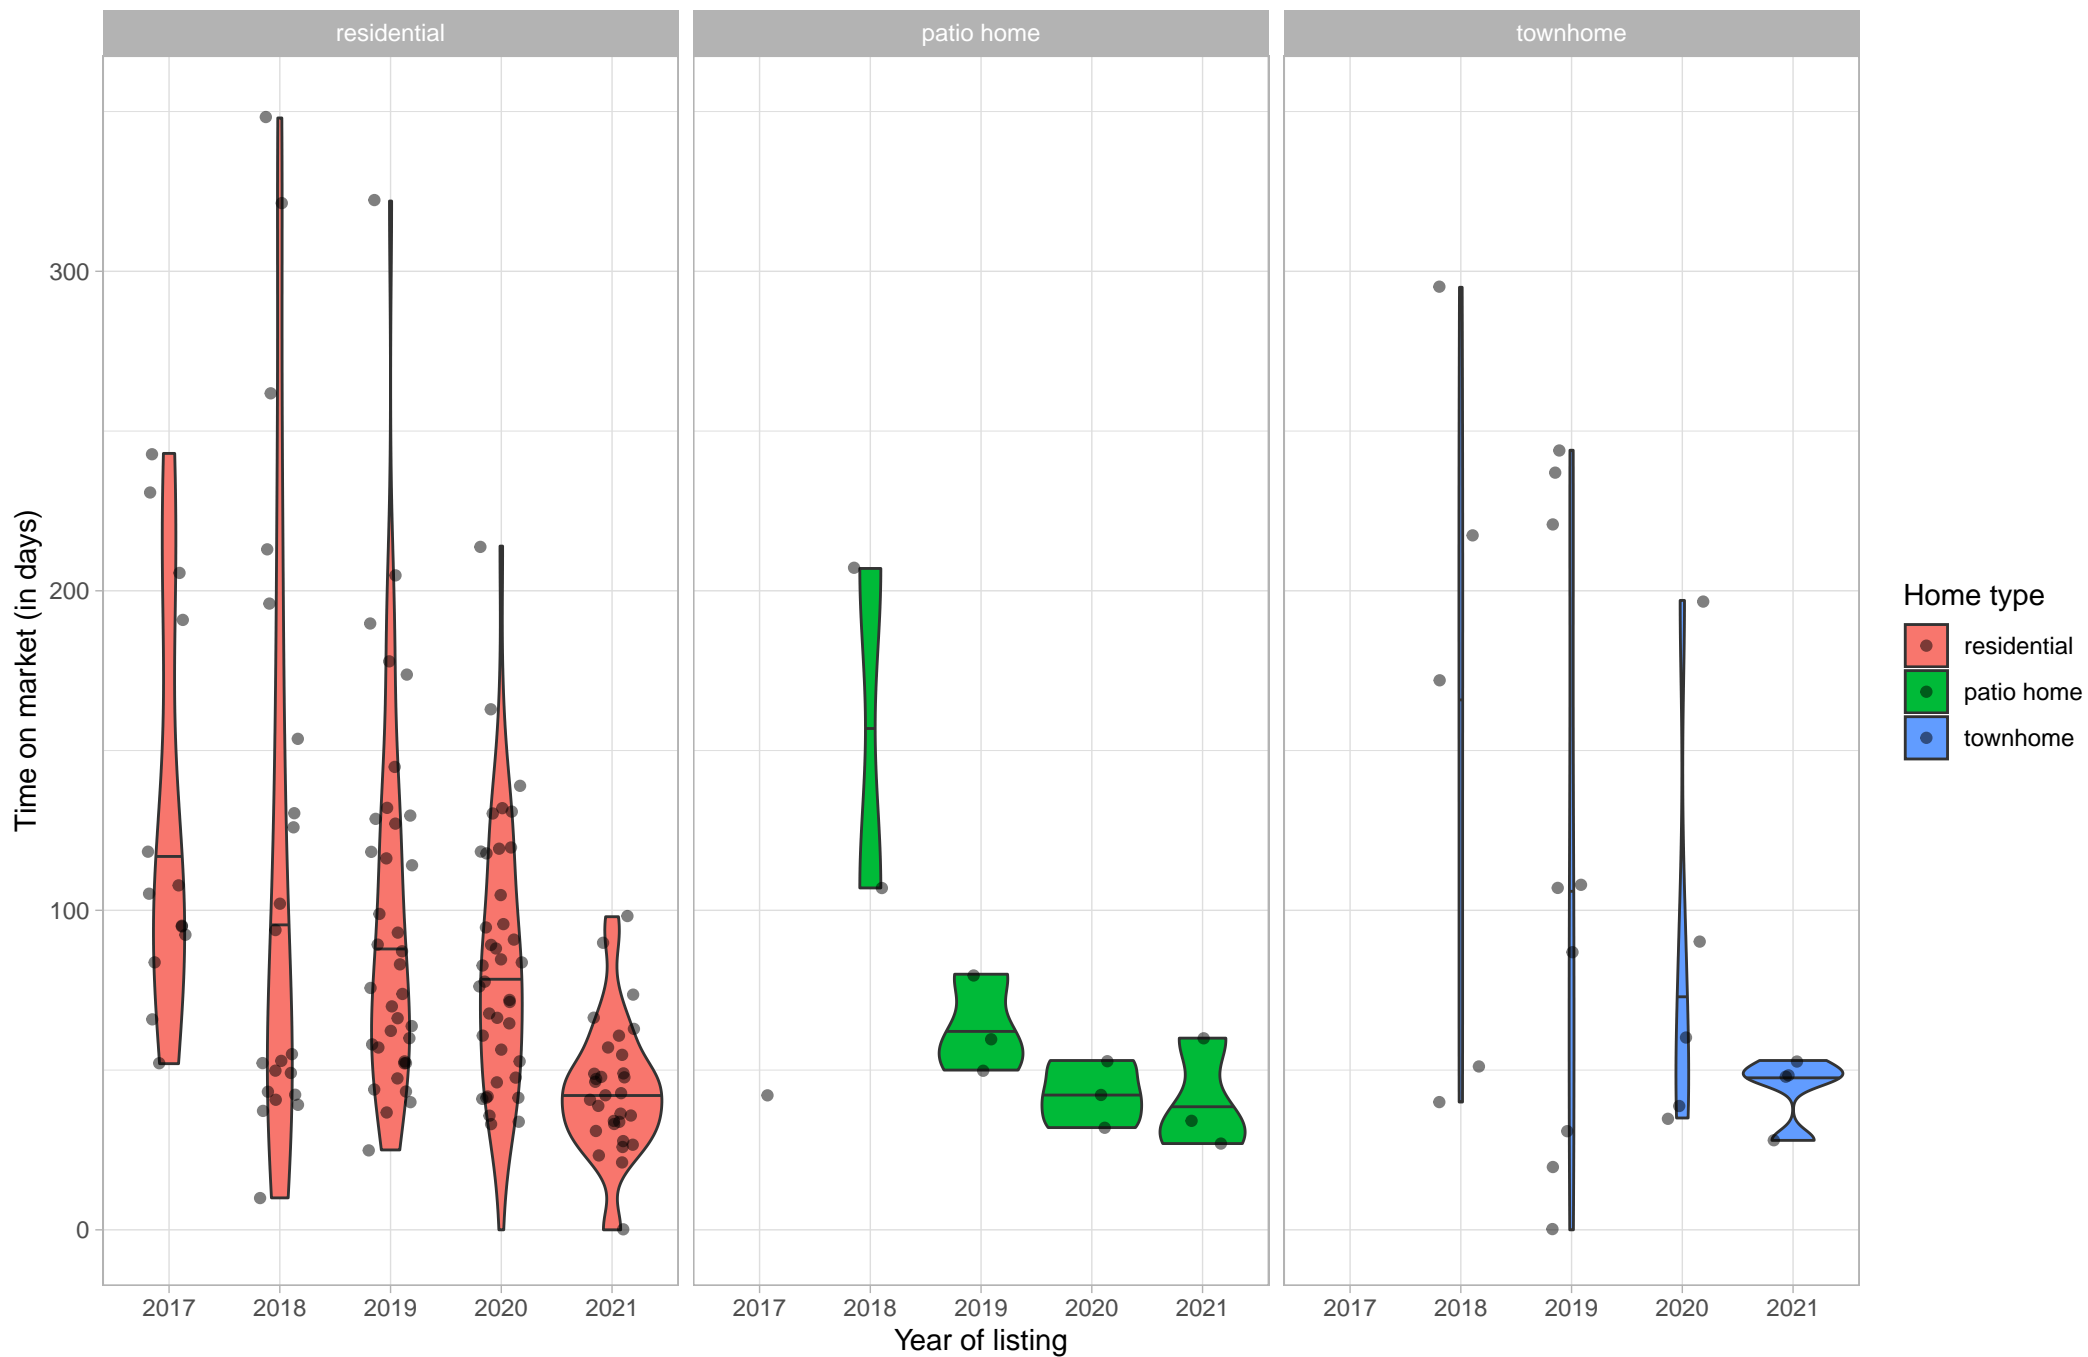 residential
patio home
townhome
Time on market (in days)
300
200
100
0
2017 2018 2019 2020 2021
2017 2018 2019 2020 2021
2017 2018 2019 2020 2021
Year of listing
Home type
residential
patio home
townhome